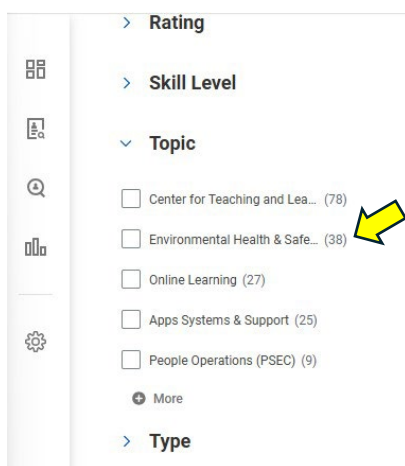 Rating
Skill Level
Topic
Center for Teaching and Lea... (78)
Environmental Health & Safe... (38)
Online Learning (27)
Apps Systems & Support (25)
People Operations (PSEC) (9)
More
Type